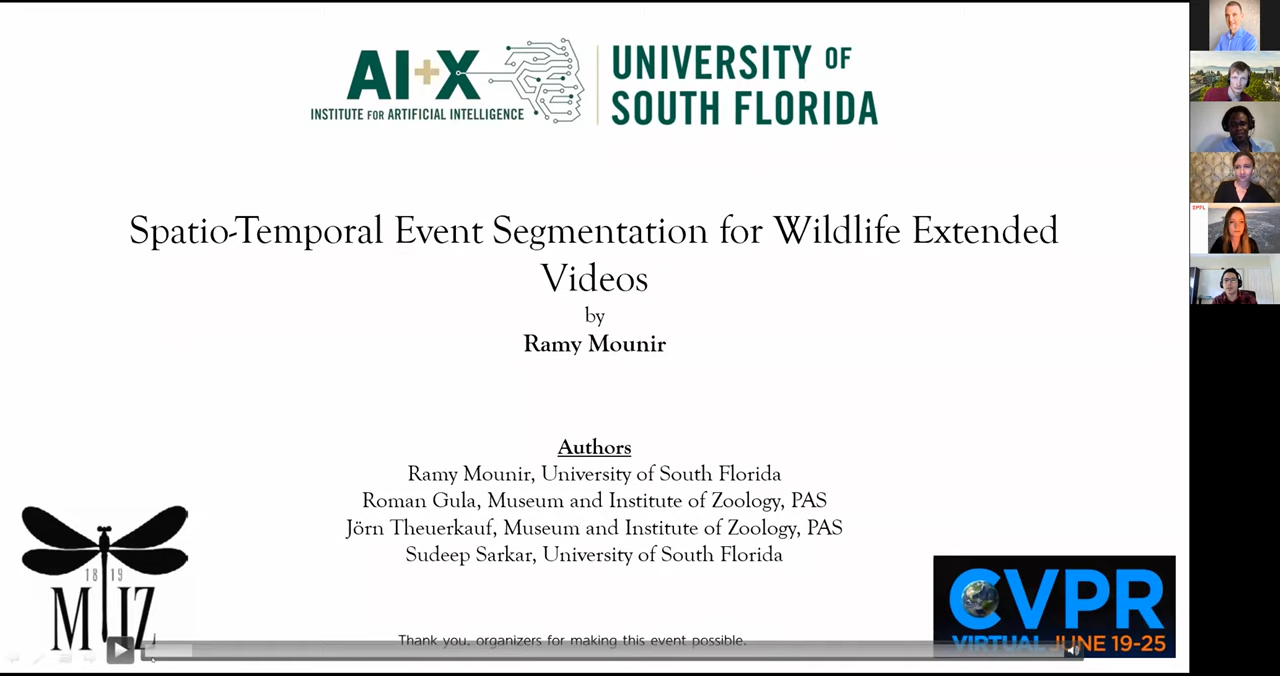 AI+X
INSTITUTE FOR ARTIFICIAL INTELLIGENCE
UNIVERSITY OF
SOUTH FLORIDA
Spatio-Temporal Event Segmentation for Wildlife Extended
Videos
by
Ramy Mounir
Authors
Ramy Mounir, University of South Florida
Roman Gula, Museum and Institute of Zoology, PAS
Jörn Theuerkauf, Museum and Institute of Zoology, PAS
Sudeep Sarkar, University of South Florida
1819
MIIZ
CVPR
VIRTUAL JUNE 19-25
Thank you, organizers for making this event possible.
EPFL